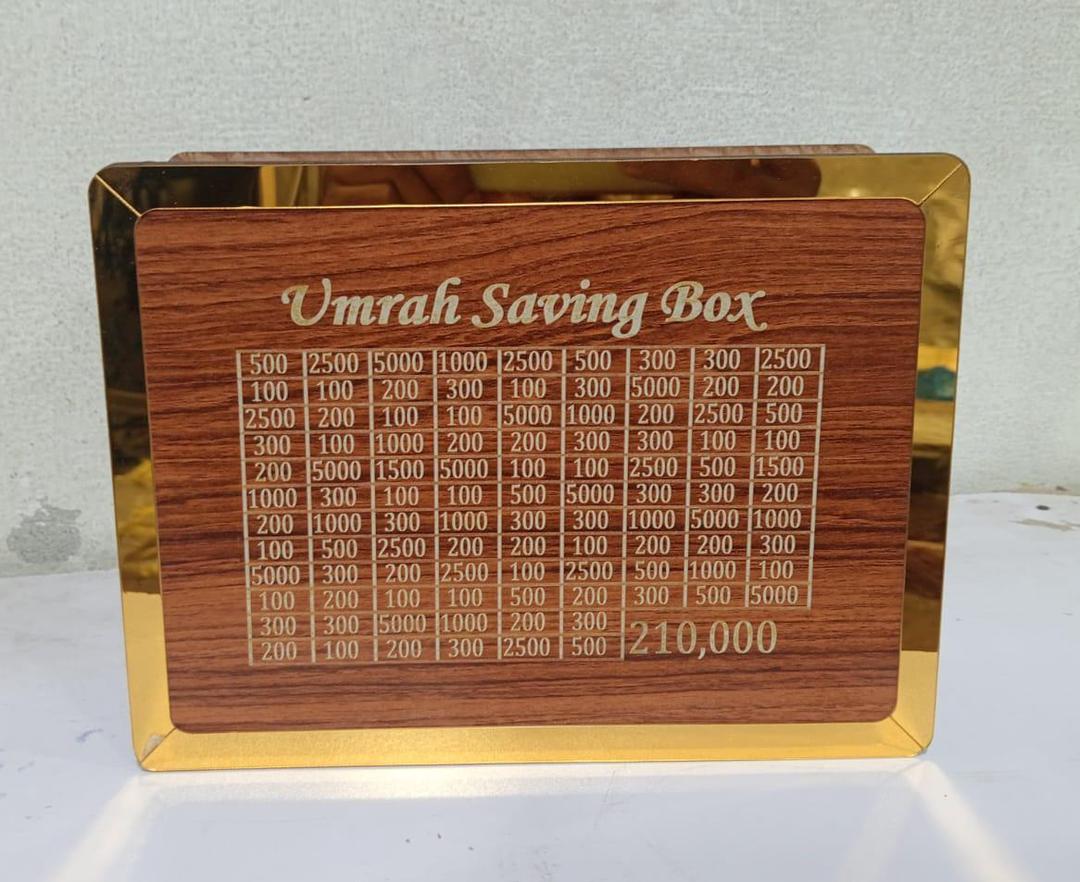 Umrah Saving Box
500 2500 5000 1000 2500 500 300 300 2500
100 100 200 300 100 300 5000 200 200
2500 200 100 100 5000 1000 200 2500 500
300 100 1000 200 200 300 300 100 100
200 5000 1500 5000 100 100 2500 500 1500
1000 300 100 100 500 5000 300 300 200
200 1000 300 1000 300 300 1000 5000 1000
100 500 2500 200 200 100 200 200 300
5000 300 200 2500 100 2500 500 1000 100
100 200 100 100 500 200 300 500 5000
300 300 5000 1000 200 300
200 100 200 300 2500 500 210,000